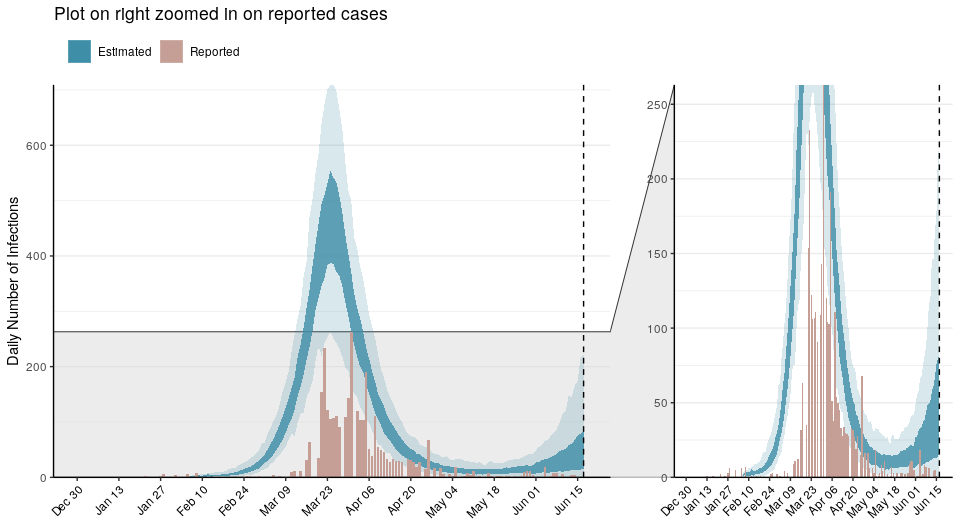 Plot on right zoomed in on reported cases
Estimated Reported
Daily Number of Infections
600
400
200
0
Dec 30 Jan 13 Jan 27 Feb 10 Feb 24 Mar 09 Mar 23 Apr 06 Apr 20 May 04 May 18 Jun 01 Jun 15
250
200
150
100
50
0
Dec 30 Jan 13 Jan 27 Feb 10 Feb 24 Mar 09 Mar 23 Apr 06 Apr 20 May 04 May 18 Jun 01 Jun 15